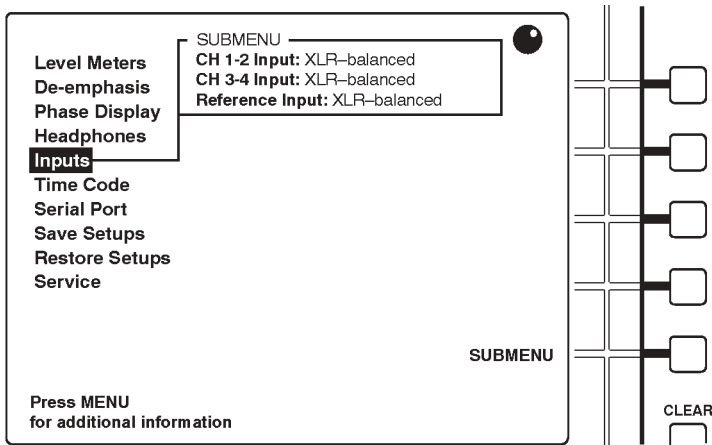 SUBMENU
CH 1-2 Input: XLR–balanced
CH 3-4 Input: XLR–balanced
Reference Input: XLR–balanced
Level Meters
De-emphasis
Phase Display
Headphones
Inputs
Time Code
Serial Port
Save Setups
Restore Setups
Service
SUBMENU
Press MENU
for additional information
CLEAR